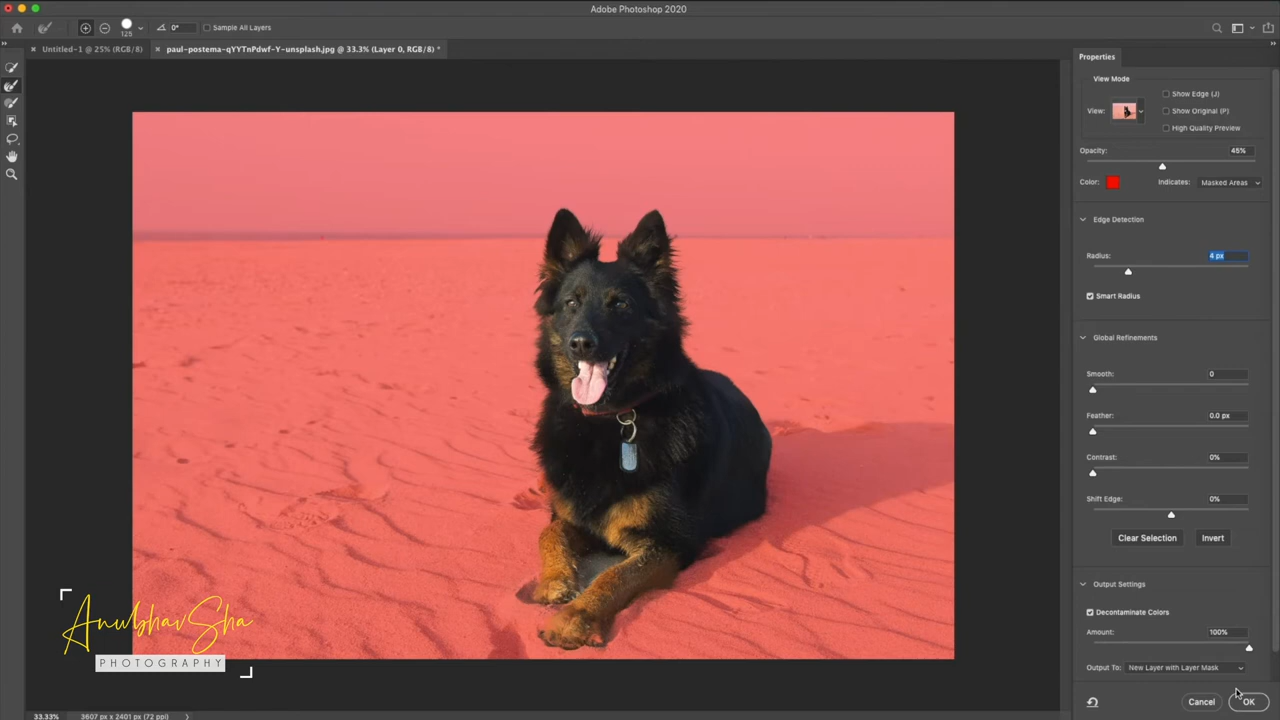 Adobe Photoshop 2020
125
0°
Sample All Layers
Untitled-1 @ 25% (RGB/8)
paul-postema-qYYTnPdwf-Y-unsplash.jpg @ 33.3% (Layer 0, RGB/8) *
Properties
View Mode
View:
Show Edge (J)
Show Original (P)
High Quality Preview
Opacity: 45%
Color:
Indicates: Masked Areas
Edge Detection
Radius: 4 px
Smart Radius
Global Refinements
Smooth: 0
Feather: 0.0 px
Contrast: 0%
Shift Edge: 0%
Clear Selection Invert
Output Settings
Decontaminate Colors
Amount: 100%
Output To: New Layer with Layer Mask
Cancel OK
AnubhavSha
PHOTOGRAPHY
33.33% 3607 px x 2401 px (72 ppi)